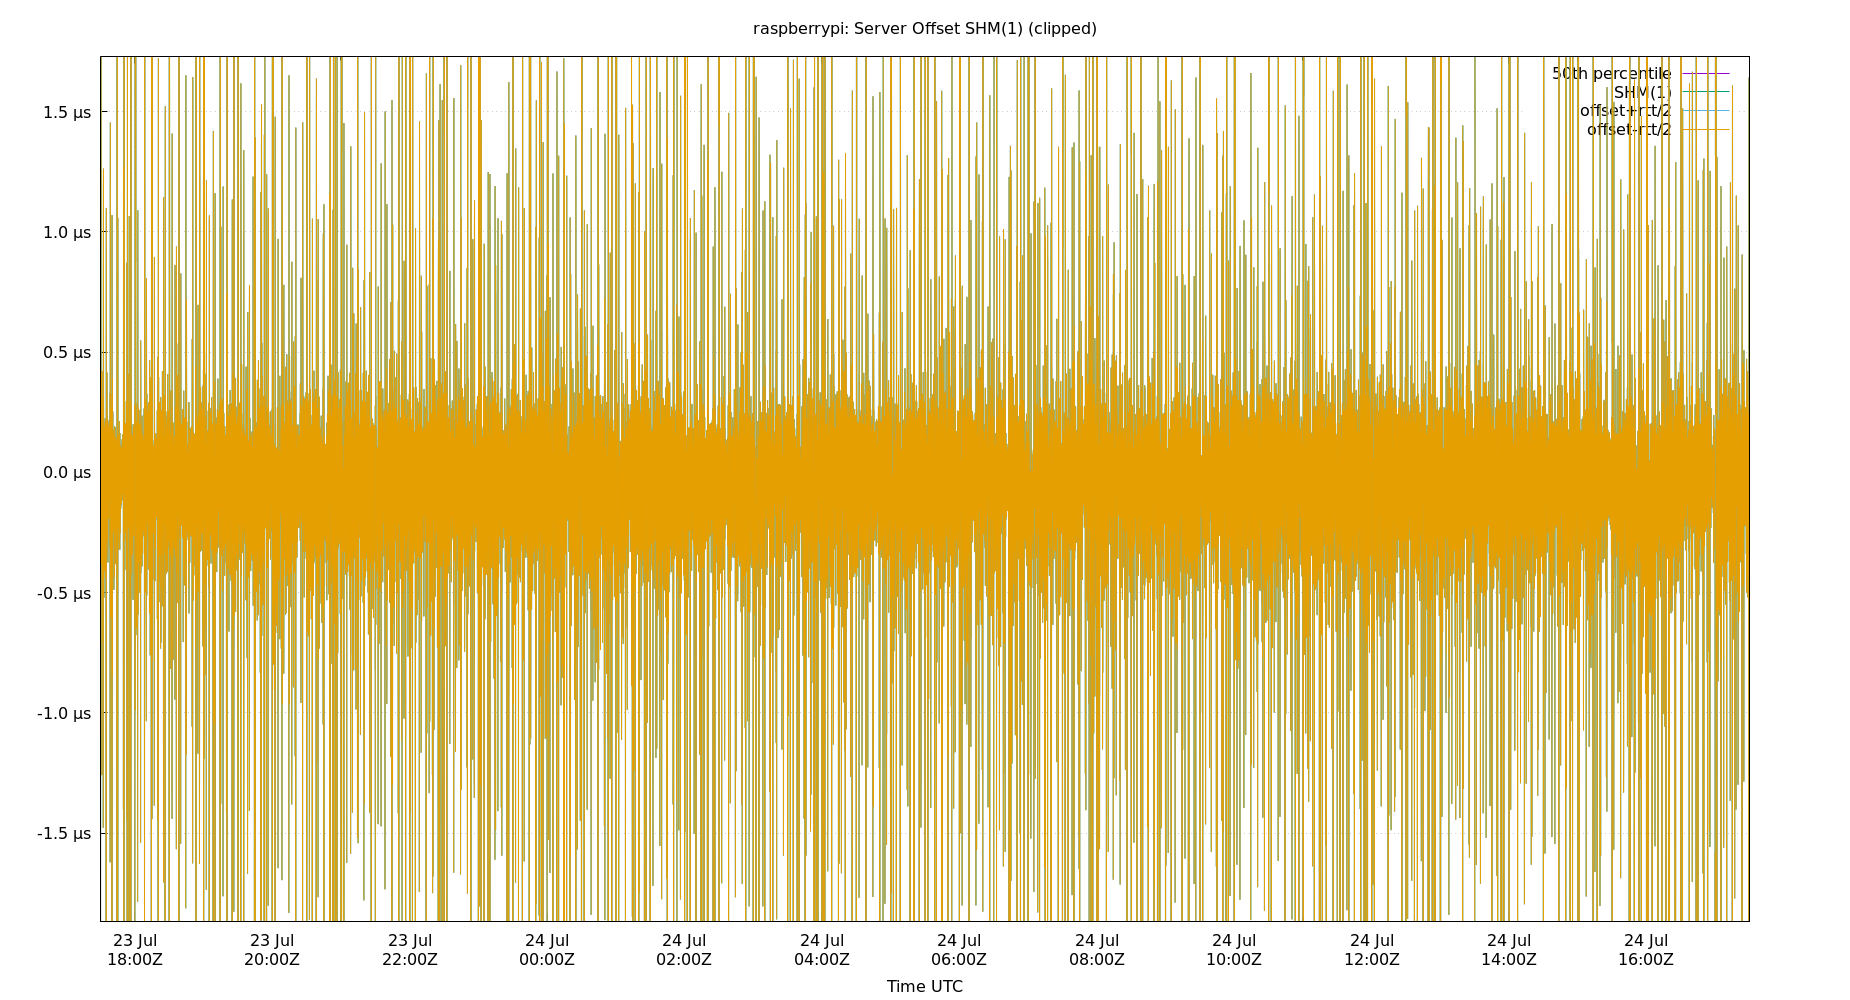 raspberrypi: Server Offset SHM(1) (clipped)
50th percentile
SHM(1)
offset+rtt/2
offset-rtt/2
1.5 µs
1.0 µs
0.5 µs
0.0 µs
-0.5 µs
-1.0 µs
-1.5 µs
23 Jul 23 Jul 23 Jul 24 Jul 24 Jul 24 Jul 24 Jul 24 Jul 24 Jul 24 Jul 24 Jul 24 Jul
18:00Z 20:00Z 22:00Z 00:00Z 02:00Z 04:00Z 06:00Z 08:00Z 10:00Z 12:00Z 14:00Z 16:00Z
Time UTC